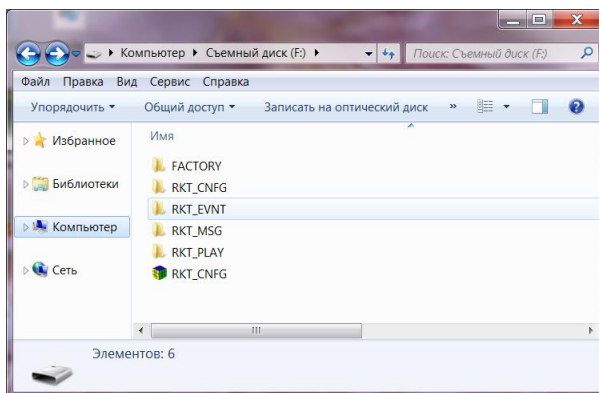 Компьютер ▸ Съемный диск (F:) ▸ Поиск: Съемный диск (F:)
Файл Правка Вид Сервис Справка
Упорядочить Общий доступ Записать на оптический диск »
Избранное
Библиотеки
Компьютер
Сеть
Имя
FACTORY
RKT_CNFG
RKT_EVNT
RKT_MSG
RKT_PLAY
RKT_CNFG
Элементов: 6